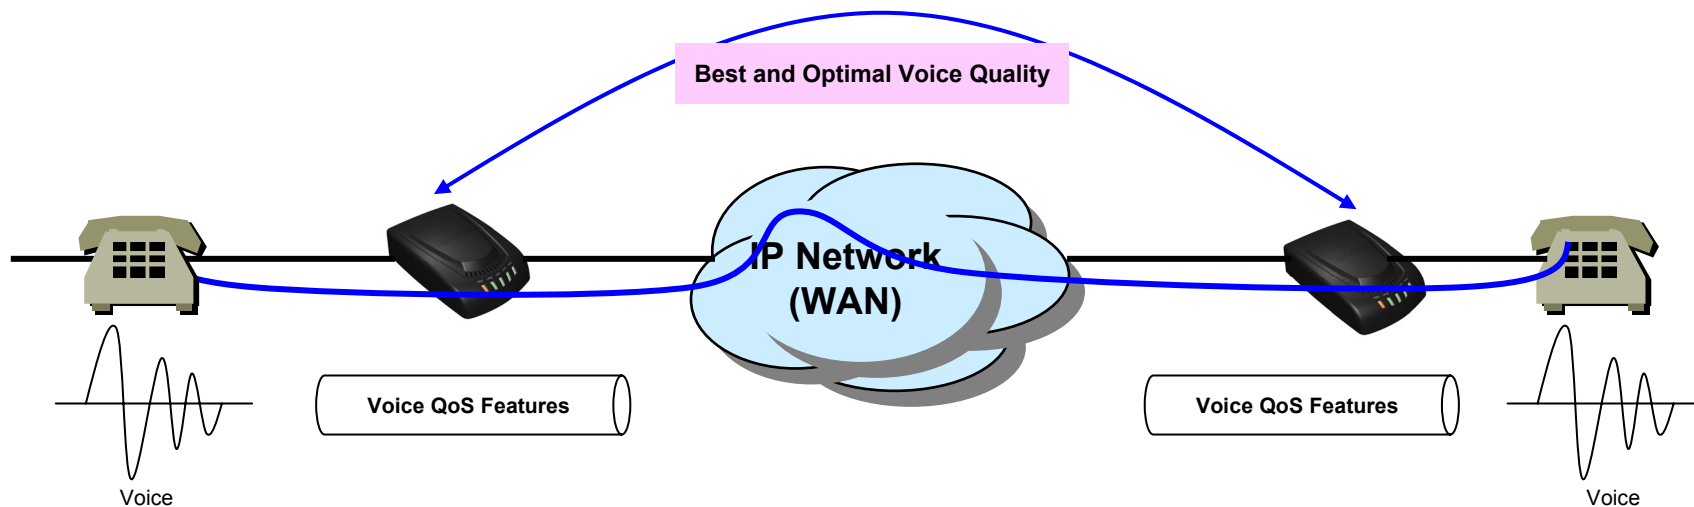 Best and Optimal Voice Quality
IP Network
(WAN)
Voice QoS Features
Voice QoS Features
Voice
Voice